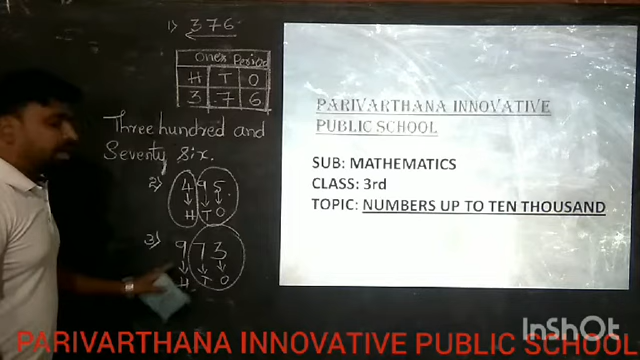 1) 376
Ones Period
H T O
3 7 6
Three hundred and
Seventy Six.
2) 495
H T O
3) 973
H T O
PARIVARTHANA INNOVATIVE
PUBLIC SCHOOL
SUB: MATHEMATICS
CLASS: 3rd
TOPIC: NUMBERS UP TO TEN THOUSAND
InShOt
PARIVARTHANA INNOVATIVE PUBLIC SCHOOL